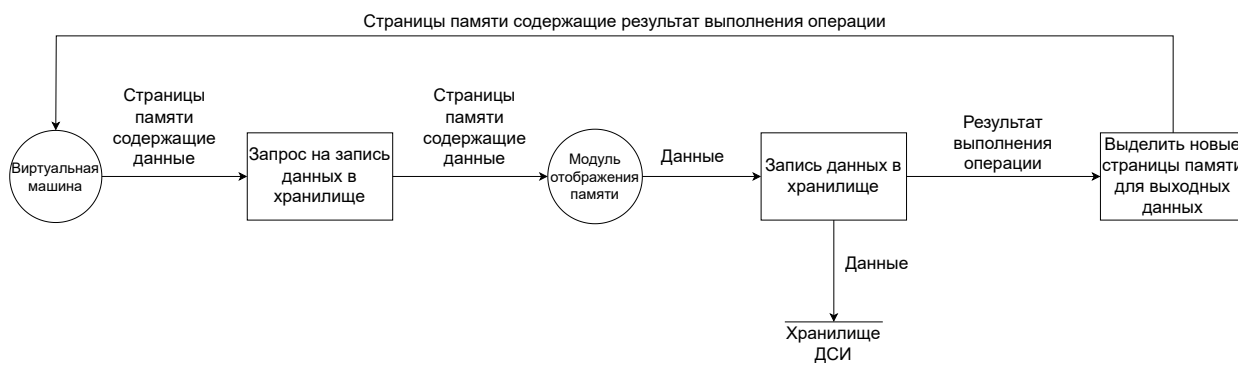 Страницы памяти содержащие результат выполнения операции
Страницы
памяти
содержащие
данные
Страницы
памяти
содержащие
данные
Виртуальная
машина
Запрос на запись
данных в
хранилище
Модуль
отображения
памяти
Данные
Запись данных в
хранилище
Результат
выполнения
операции
Выделить новые
страницы памяти
для выходных
данных
Данные
Хранилище
ДСИ